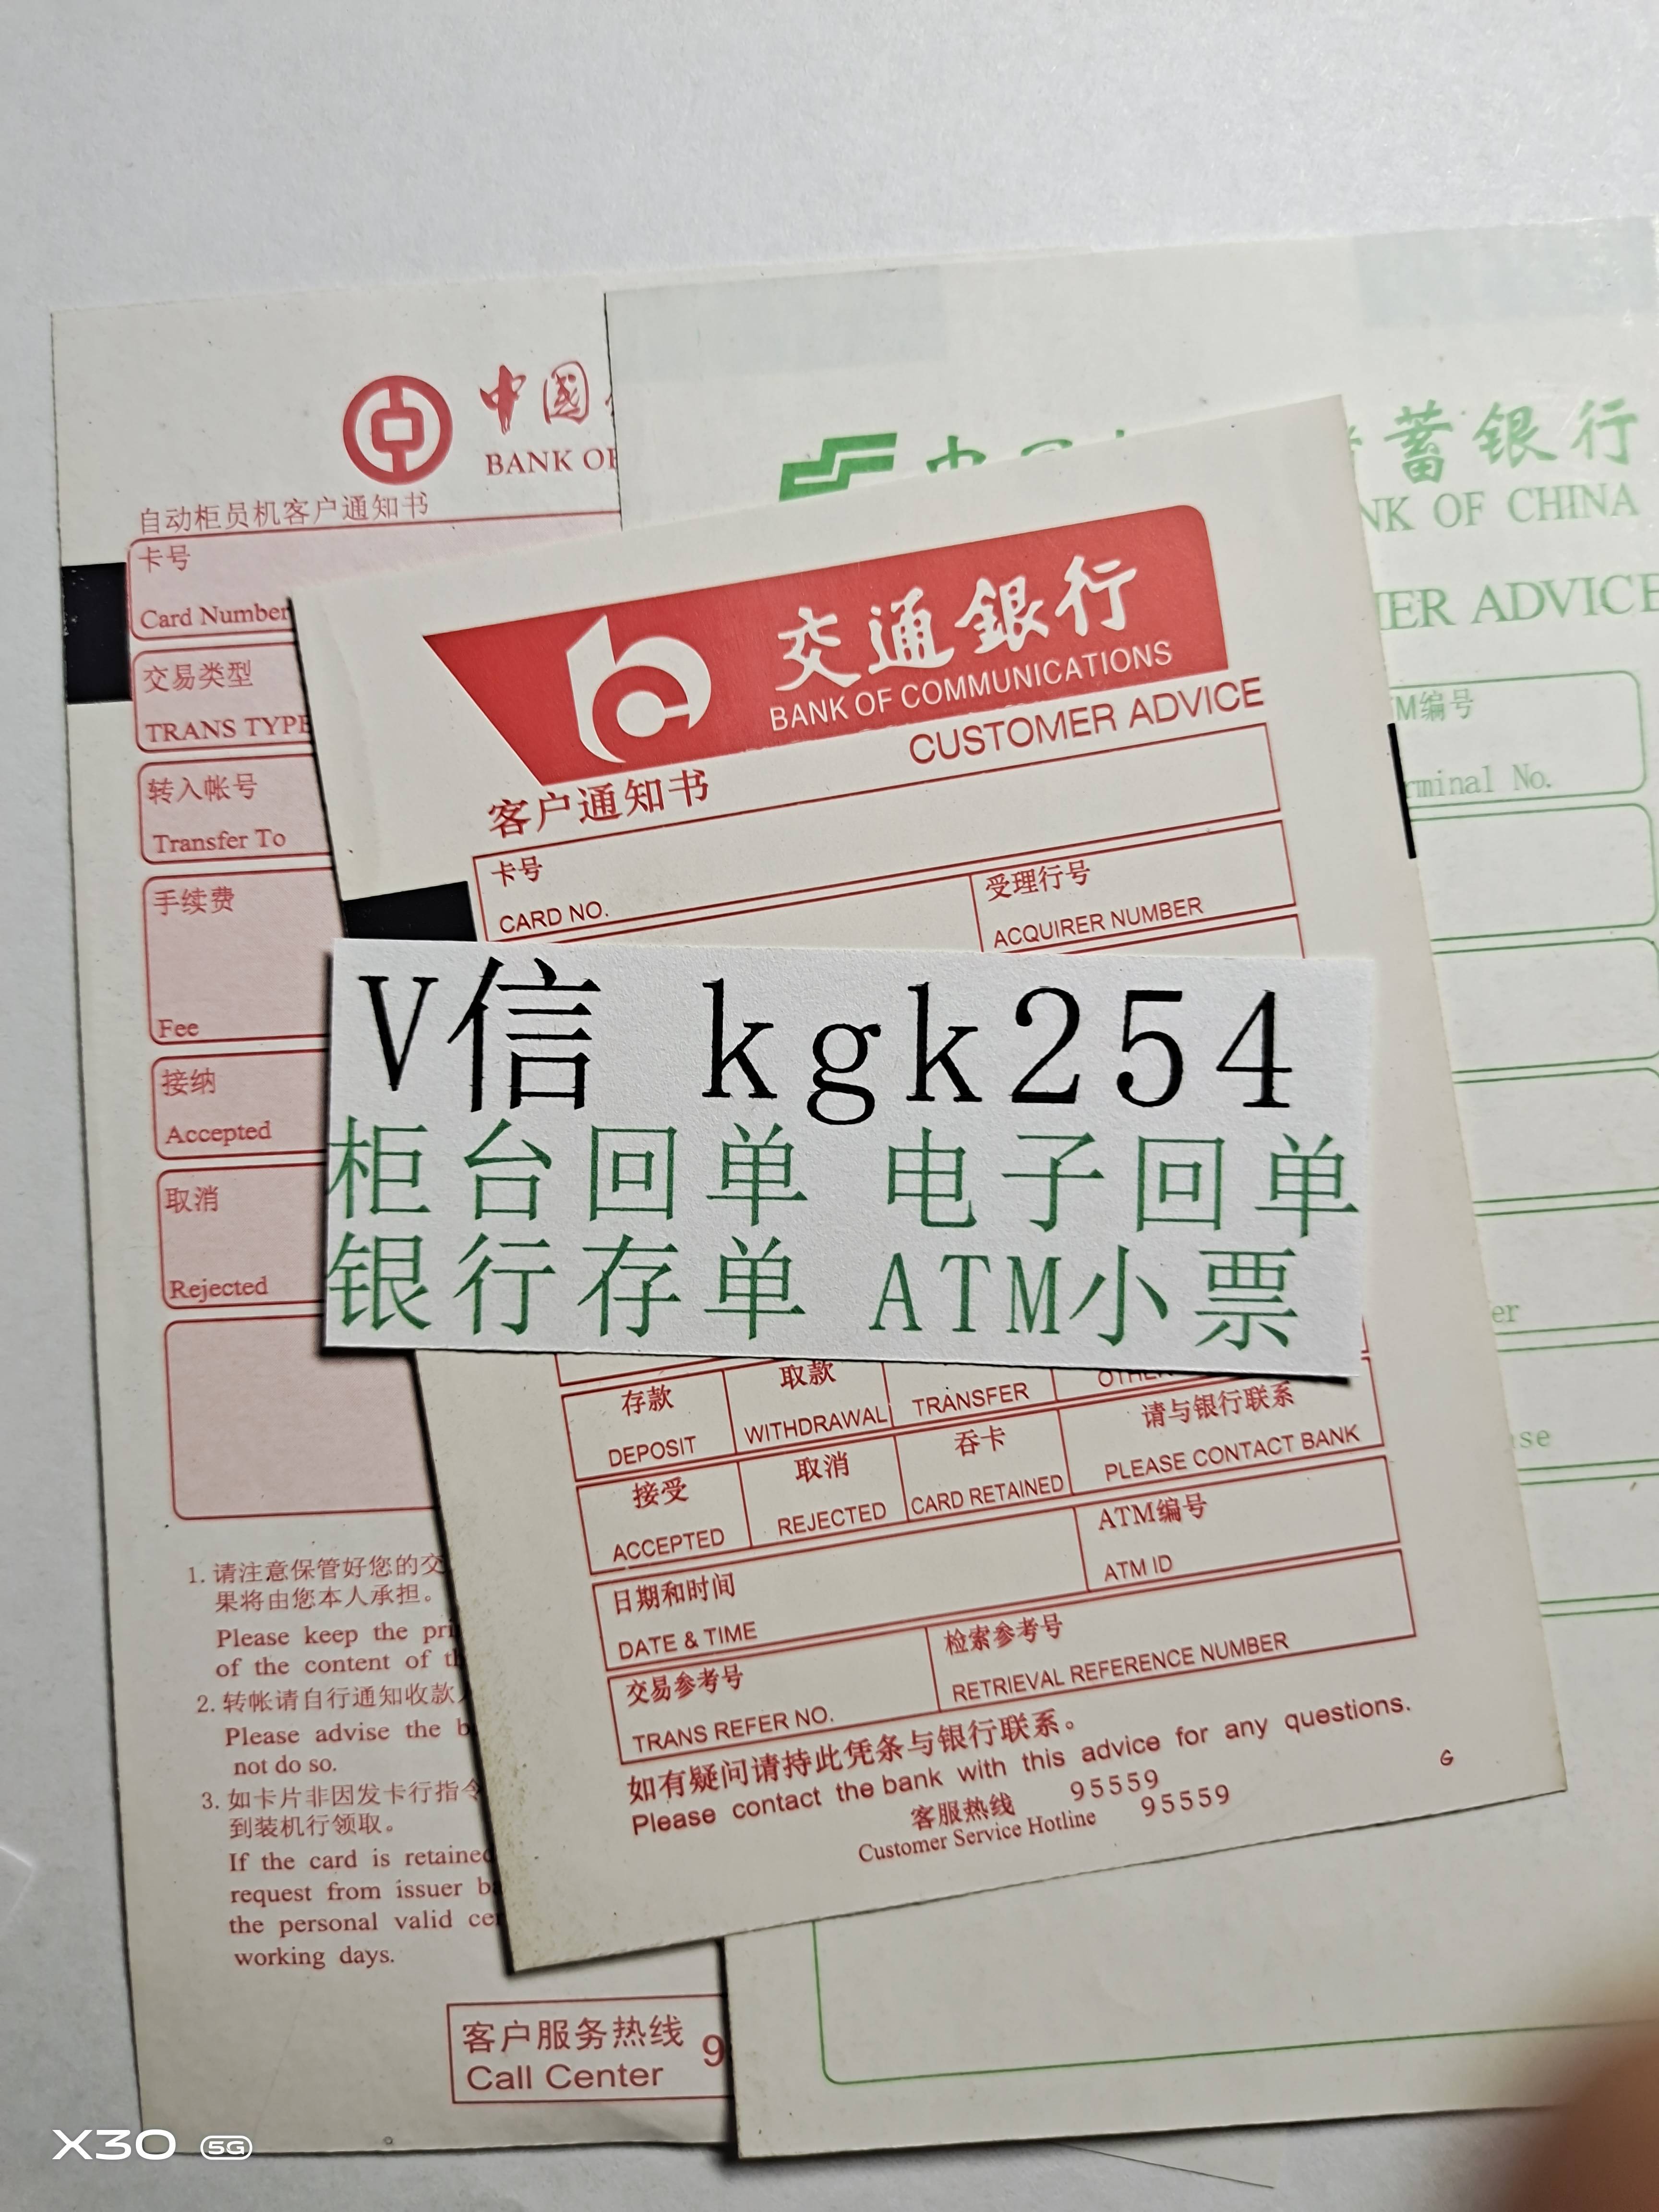 中國
BANK OF
自动柜员机客户通知书
卡号
Card Number
交易类型
TRANS TYPE
转入帐号
Transfer To
手续费
Fee
接纳
Accepted
取消
Rejected
1. 请注意保管好您的交
果将由您本人承担。
Please keep the pri
of the content of th
2. 转帐请自行通知收款人
Please advise the b
not do so.
3. 如卡片非因发卡行指令
到装机行领取。
If the card is retained
request from issuer ba
the personal valid cer
working days.
客户服务热线 9
Call Center
蓄银行
NK OF CHINA
ER ADVICE
M编号
rminal No.
er
se
交通銀行
BANK OF COMMUNICATIONS
CUSTOMER ADVICE
客户通知书
卡号
CARD NO.
受理行号
ACQUIRER NUMBER
V信 kgk254
柜台回单 电子回单
银行存单 ATM小票
存款
DEPOSIT
取款
WITHDRAWAL
TRANSFER
请与银行联系
PLEASE CONTACT BANK
接受
ACCEPTED
取消
REJECTED
吞卡
CARD RETAINED
日期和时间
DATE & TIME
ATM编号
ATM ID
交易参考号
TRANS REFER NO.
检索参考号
RETRIEVAL REFERENCE NUMBER
如有疑问请持此凭条与银行联系。
Please contact the bank with this advice for any questions.
客服热线 95559
Customer Service Hotline 95559
G
X30 5G